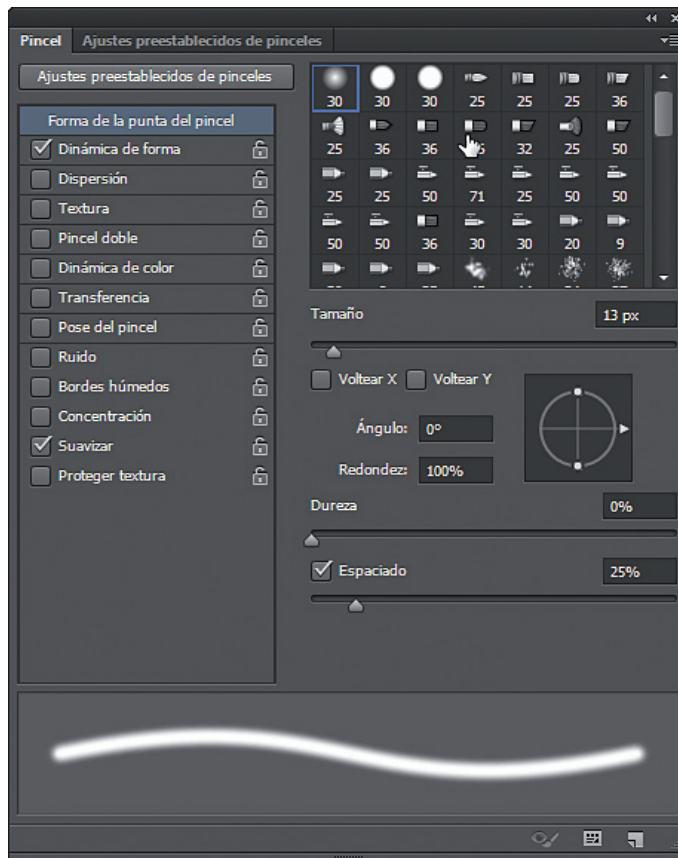 Pincel Ajustes preestablecidos de pinceles
Ajustes preestablecidos de pinceles
Forma de la punta del pincel
Dinámica de forma
Dispersión
Textura
Pincel doble
Dinámica de color
Transferencia
Pose del pincel
Ruido
Bordes húmedos
Concentración
Suavizar
Proteger textura
30 30 30 25 25 25 36
25 36 36 32 25 50
25 25 50 71 25 50 50
50 50 36 30 30 20 9
Tamaño 13 px
Voltear X Voltear Y
Ángulo: 0º
Redondez: 100%
Dureza 0%
Espaciado 25%